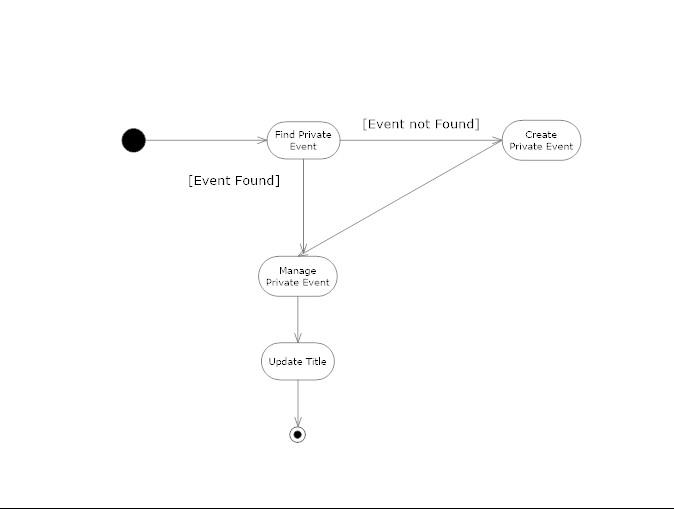 [Event not Found]
Find Private
Event
Create
Private Event
[Event Found]
Manage
Private Event
Update Title